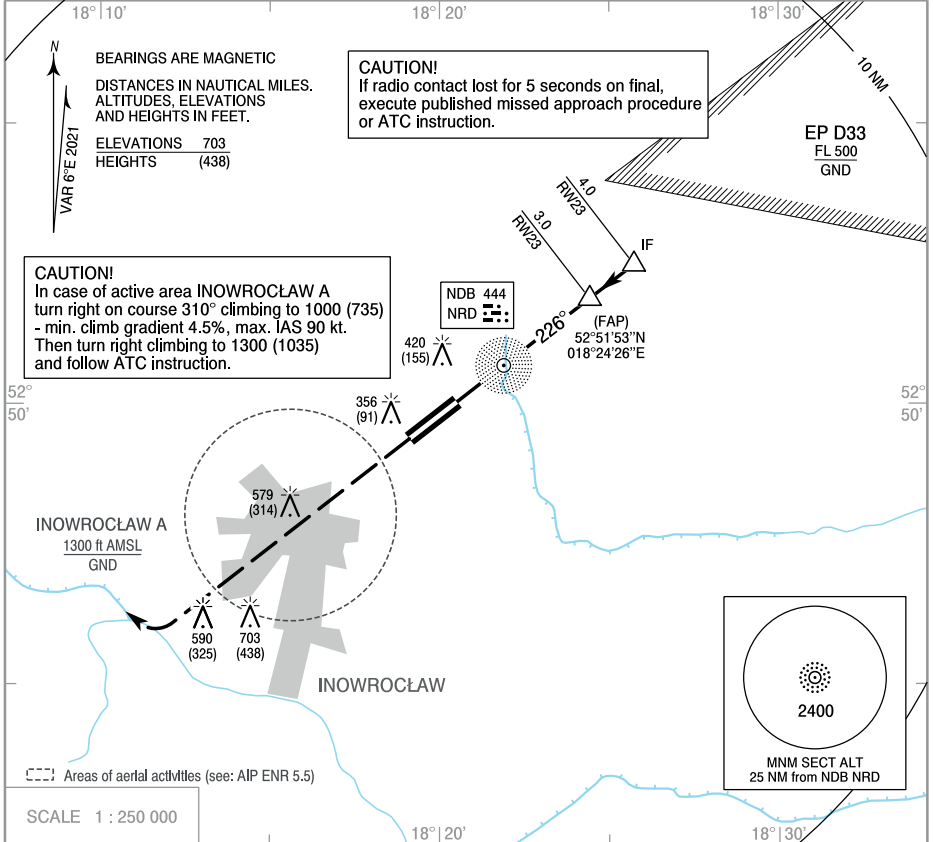 18°10'
18°20'
18°30'
N
VAR 6°E 2021
BEARINGS ARE MAGNETIC
DISTANCES IN NAUTICAL MILES.
ALTITUDES, ELEVATIONS
AND HEIGHTS IN FEET.
ELEVATIONS 703
HEIGHTS (438)
CAUTION!
If radio contact lost for 5 seconds on final,
execute published missed approach procedure
or ATC instruction.
10 NM
EP D33
FL 500
GND
4.0
RW23
3.0
RW23
IF
CAUTION!
In case of active area INOWROCŁAW A
turn right on course 310° climbing to 1000 (735)
- min. climb gradient 4.5%, max. IAS 90 kt.
Then turn right climbing to 1300 (1035)
and follow ATC instruction.
NDB 444
NRD
226°
(FAP)
52°51'53"N
018°24'26"E
420
(155)
356
(91)
52°
50'
52°
50'
579
(314)
INOWROCŁAW A
1300 ft AMSL
GND
590
(325)
703
(438)
INOWROCŁAW
2400
MNM SECT ALT
25 NM from NDB NRD
Areas of aerial activities (see: AIP ENR 5.5)
SCALE 1 : 250 000
18°20'
18°30'